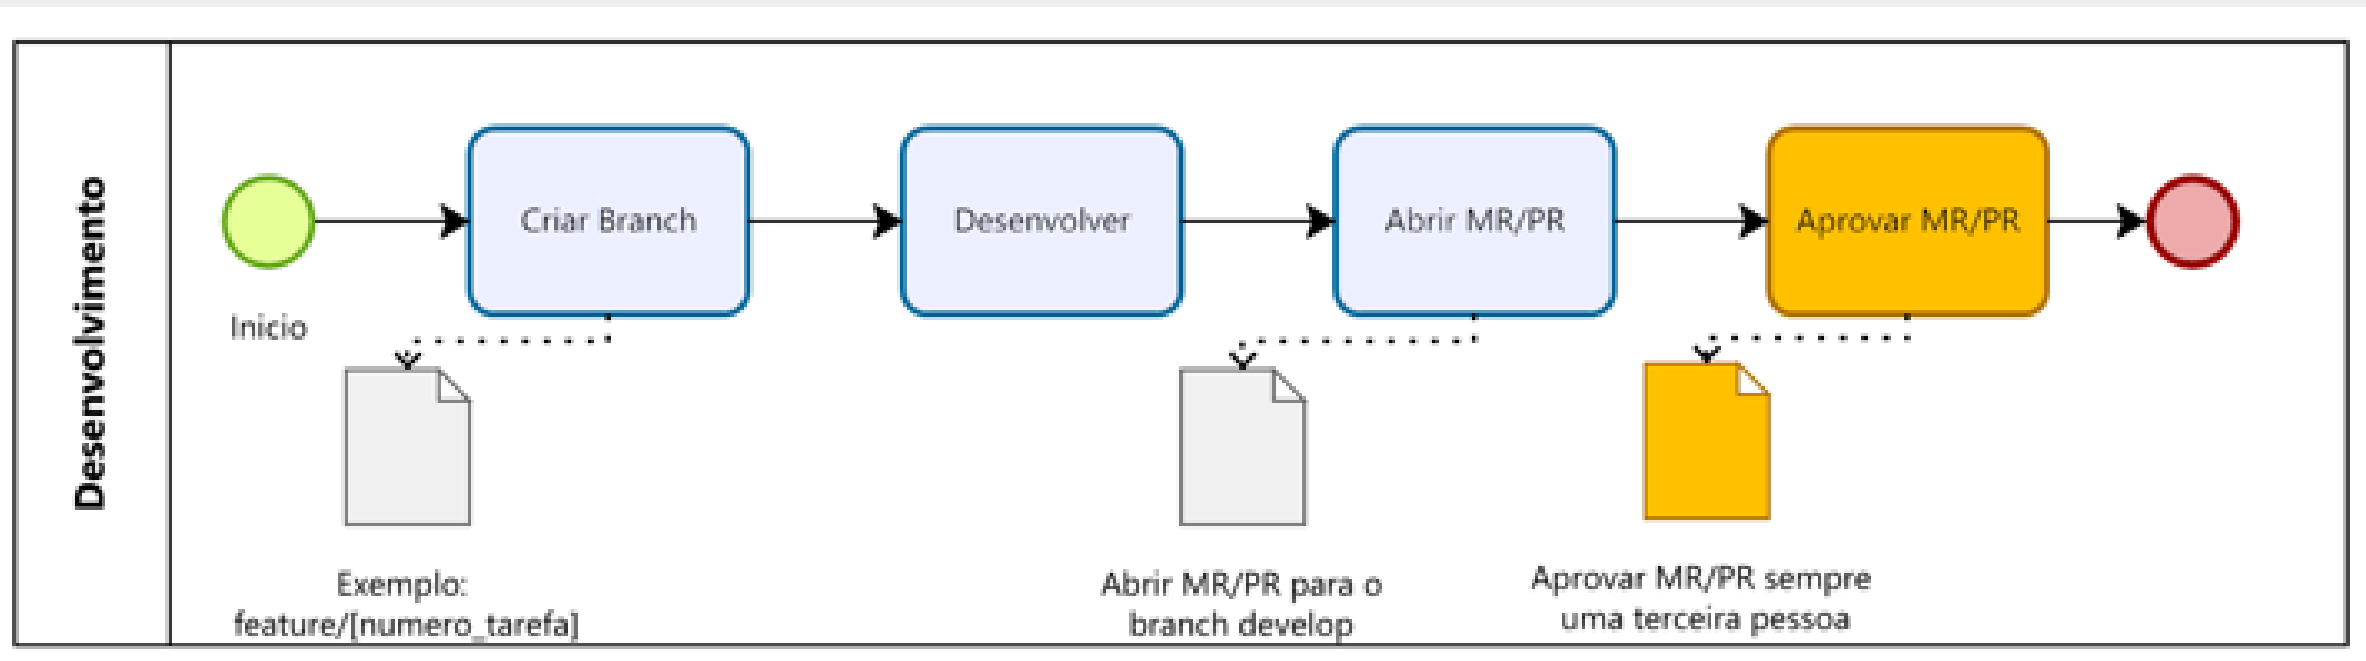 Desenvolvimento
Inicio
Criar Branch
Desenvolver
Abrir MR/PR
Aprovar MR/PR
Exemplo:
feature/[numero_tarefa]
Abrir MR/PR para o
branch develop
Aprovar MR/PR sempre
uma terceira pessoa